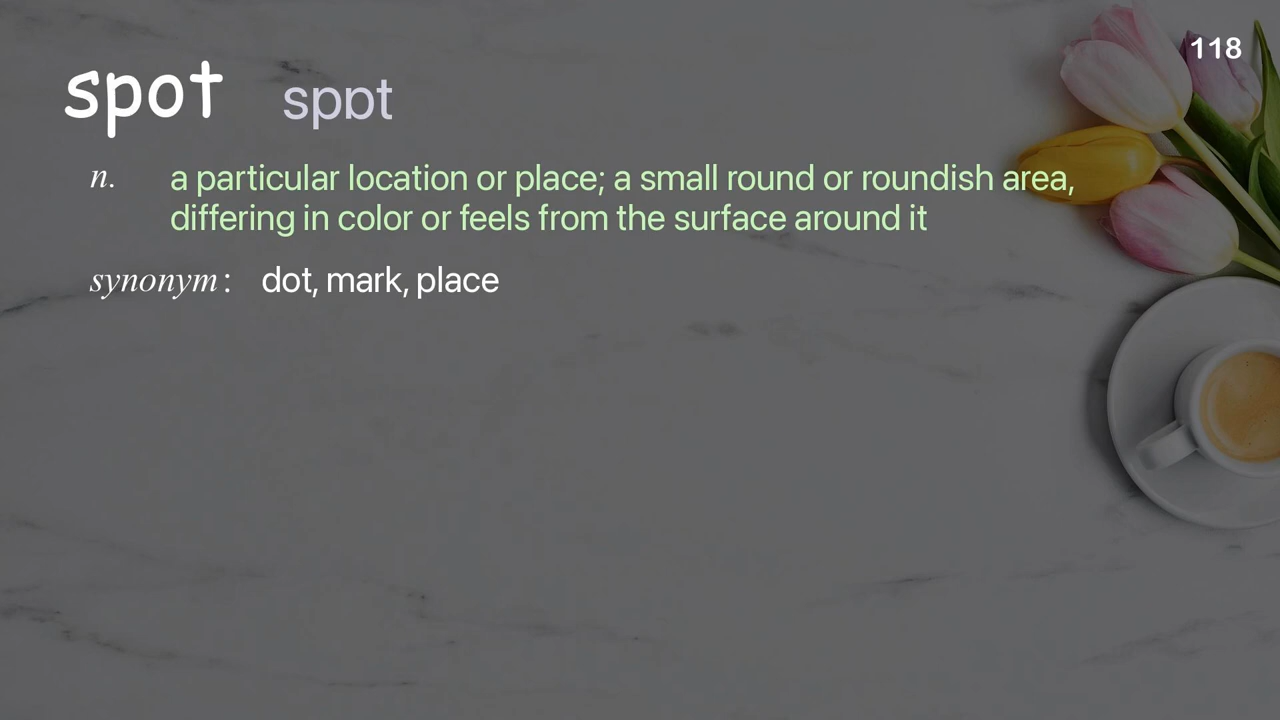 118
spot spɒt
n. a particular location or place; a small round or roundish area,
differing in color or feels from the surface around it
synonym: dot, mark, place